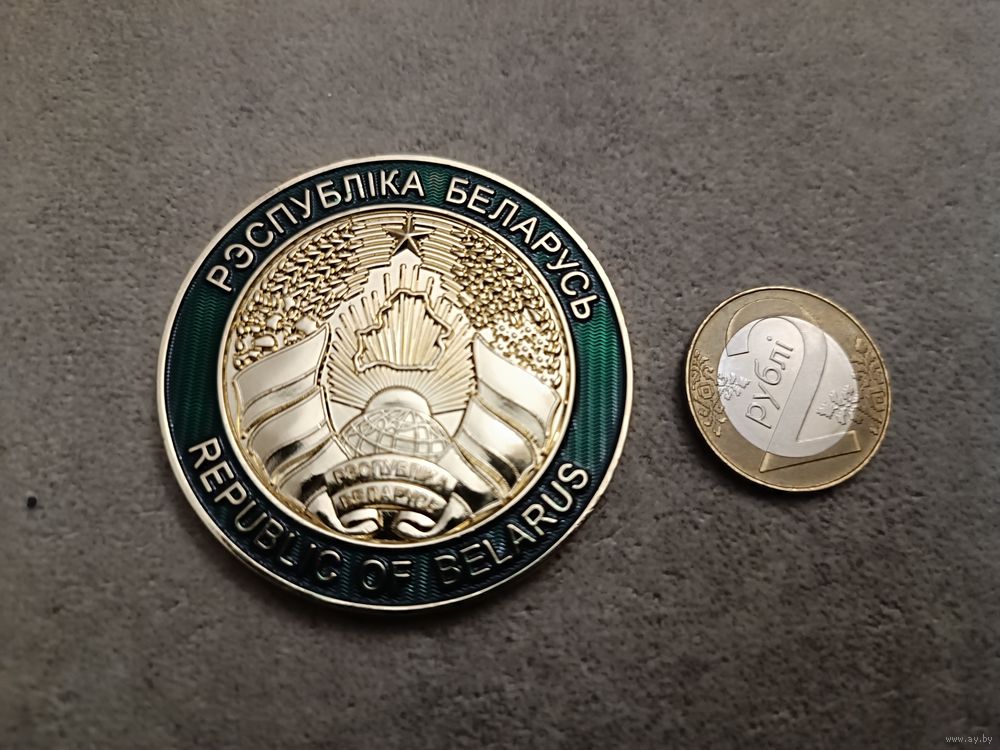 РЭСПУБЛІКА БЕЛАРУСЬ
РЭСПУБЛІКА
БЕЛАРУСЬ
REPUBLIC OF BELARUS
2
рублі
www.ay.by